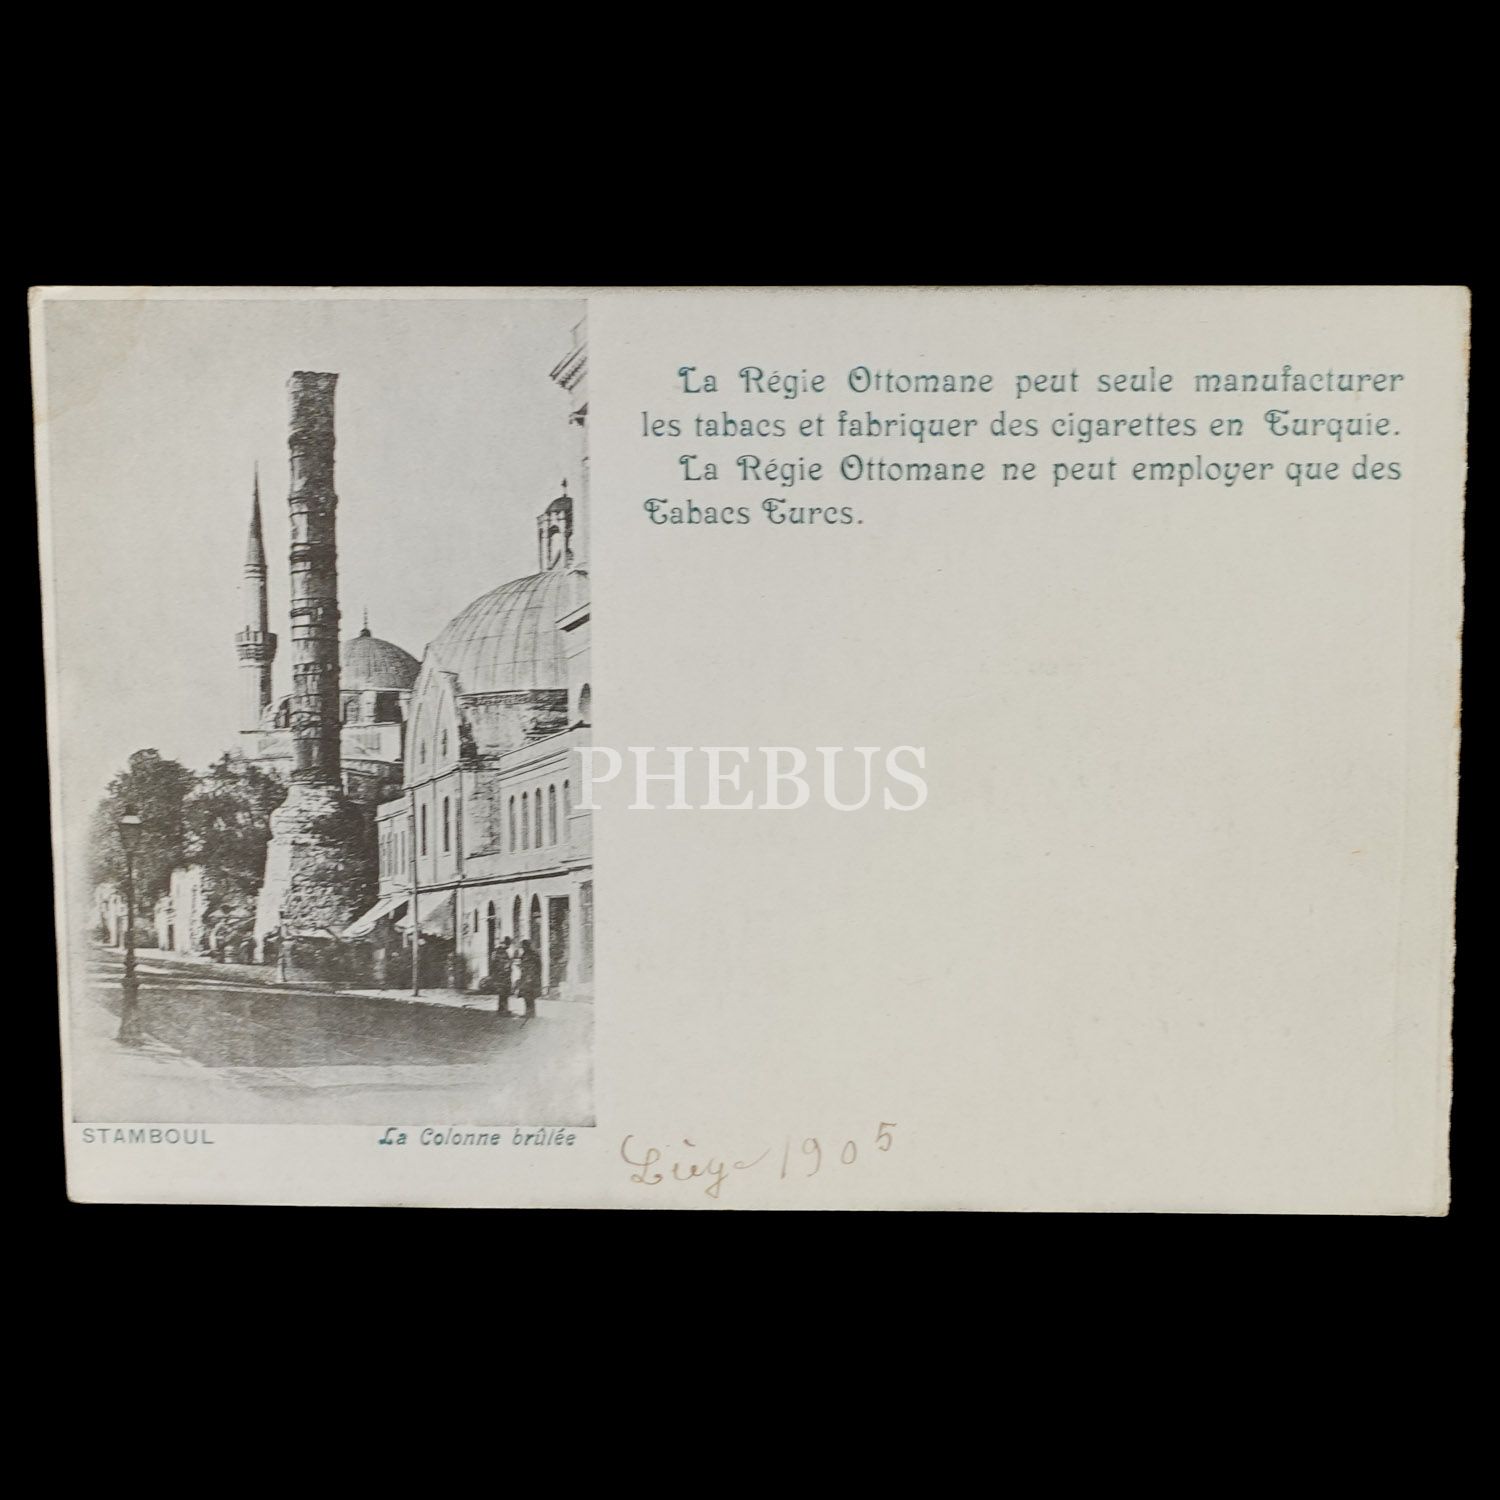 La Régie Ottomane peut seule manufacturer
les tabacs et fabriquer des cigarettes en Turquie.
La Régie Ottomane ne peut employer que des
Tabacs Turcs.
PHEBUS
STAMBOUL La Colonne brûlée
Liège 1905